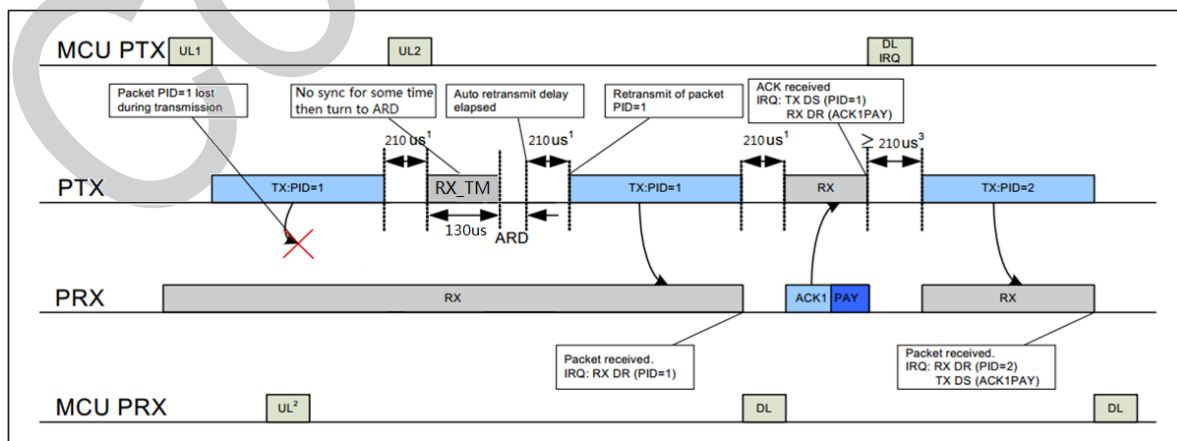 MCU PTX
UL1
UL2
DL
IRQ
Packet PID=1 lost
during transmission
No sync for some time
then turn to ARD
Auto retransmit delay
elapsed
Retransmit of packet
PID=1
ACK received
IRQ: TX DS (PID=1)
RX DR (ACK1PAY)
210us¹
210us¹
210us¹
≥ 210us³
PTX
TX:PID=1
RX_TM
TX:PID=1
RX
TX:PID=2
130us
ARD
PRX
RX
ACK1
PAY
RX
Packet received.
IRQ: RX DR (PID=1)
Packet received.
IRQ: RX DR (PID=2)
TX DS (ACK1PAY)
MCU PRX
UL²
DL
DL